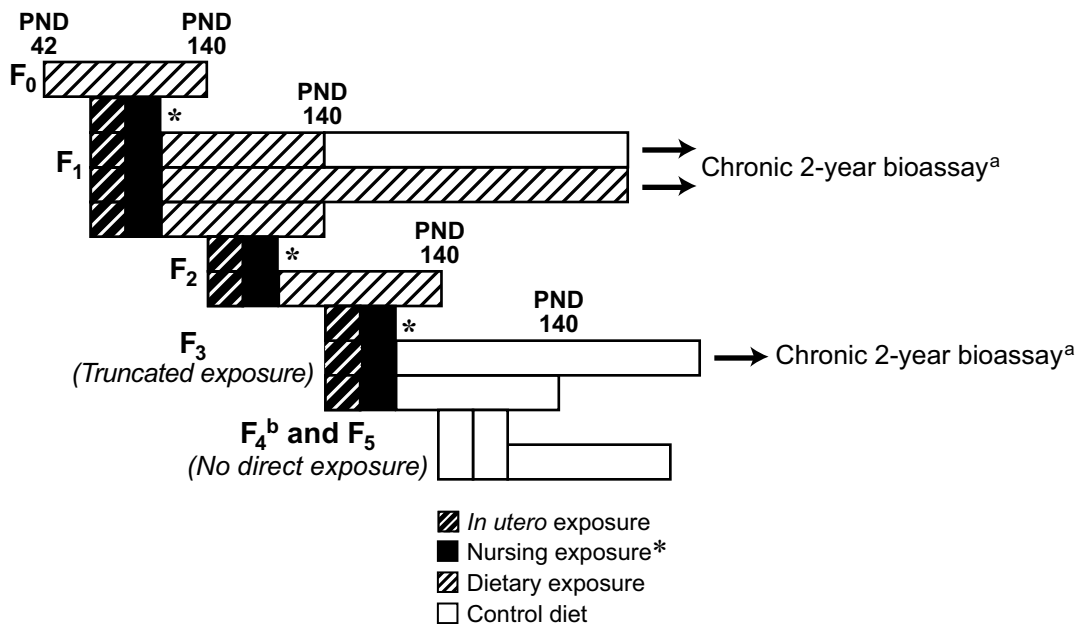 PND
42
PND
140
F₀
*
PND
140
F₁
Chronic 2-year bioassayᵃ
F₂
*
PND
140
F₃
(Truncated exposure)
*
PND
140
Chronic 2-year bioassayᵃ
F₄ᵇ and F₅
(No direct exposure)
In utero exposure
Nursing exposure*
Dietary exposure
Control diet